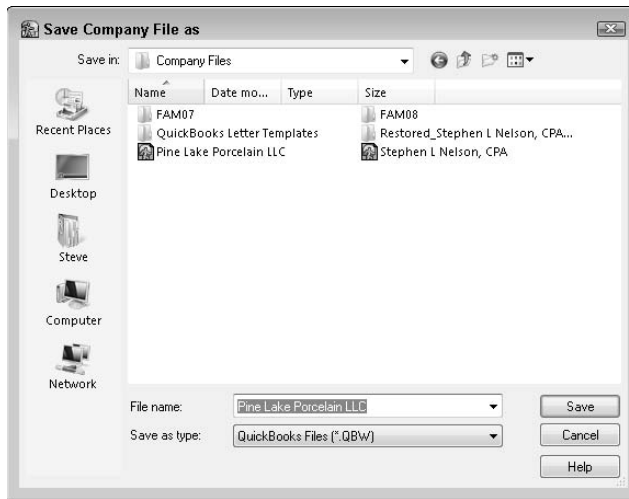 Save Company File as
Save in: Company Files
Name Date mo... Type Size
FAM07 FAM08
QuickBooks Letter Templates Restored_Stephen L Nelson, CPA...
Pine Lake Porcelain LLC Stephen L Nelson, CPA
Recent Places
Desktop
Steve
Computer
Network
File name: Pine Lake Porcelain LLC Save
Save as type: QuickBooks Files (*.QBW) Cancel
Help